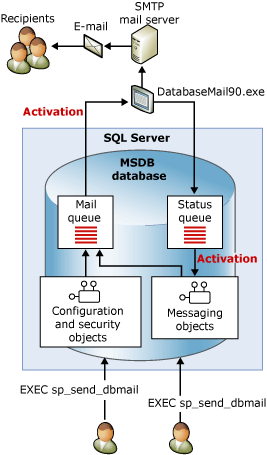 SMTP
mail server
Recipients
E-mail
DatabaseMail90.exe
Activation
SQL Server
MSDB
database
Mail
queue
Status
queue
Activation
Configuration
and security
objects
Messaging
objects
EXEC sp_send_dbmail
EXEC sp_send_dbmail